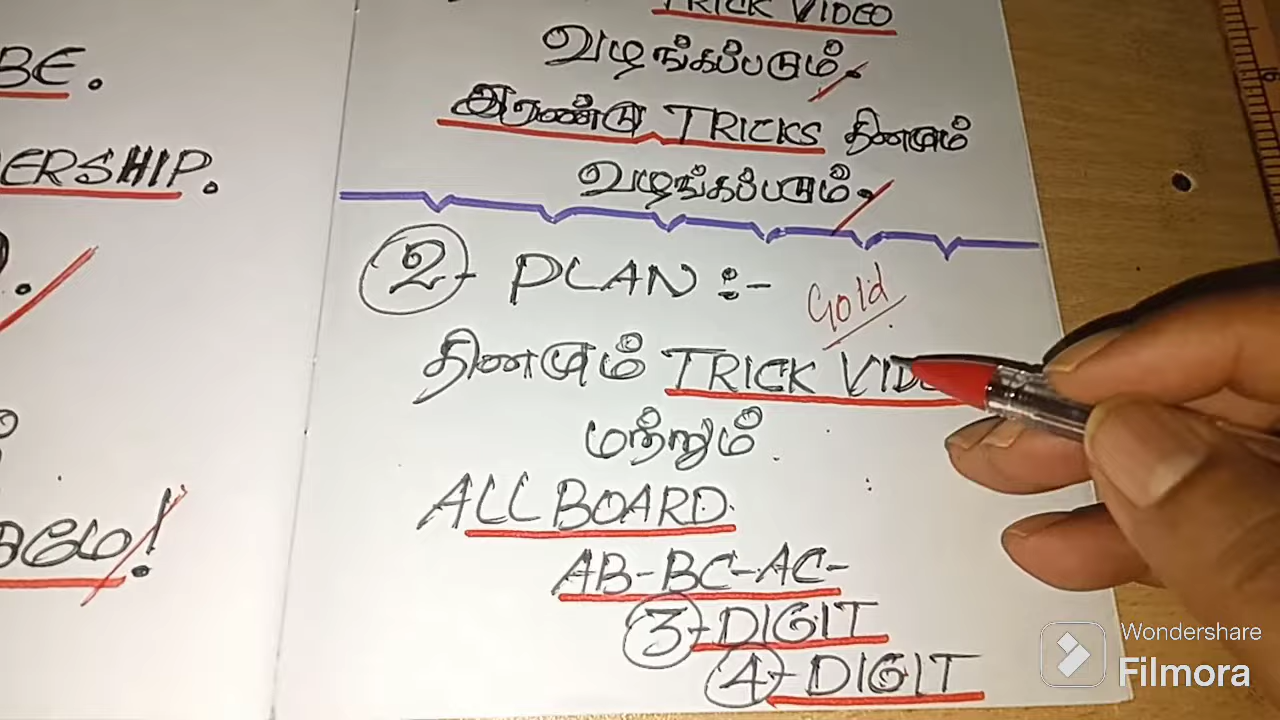 BE.
ERSHIP.
TRICK VIDEO
வழங்கப்படும்.
இரண்டு TRICKS தினமும்
வழங்கப்படும்.
2- PLAN :-
Gold
தினமும் TRICK VIDE
மற்றும்.
ALL BOARD.
AB-BC-AC-
3-DIGIT
4-DIGIT
Wondershare
Filmora